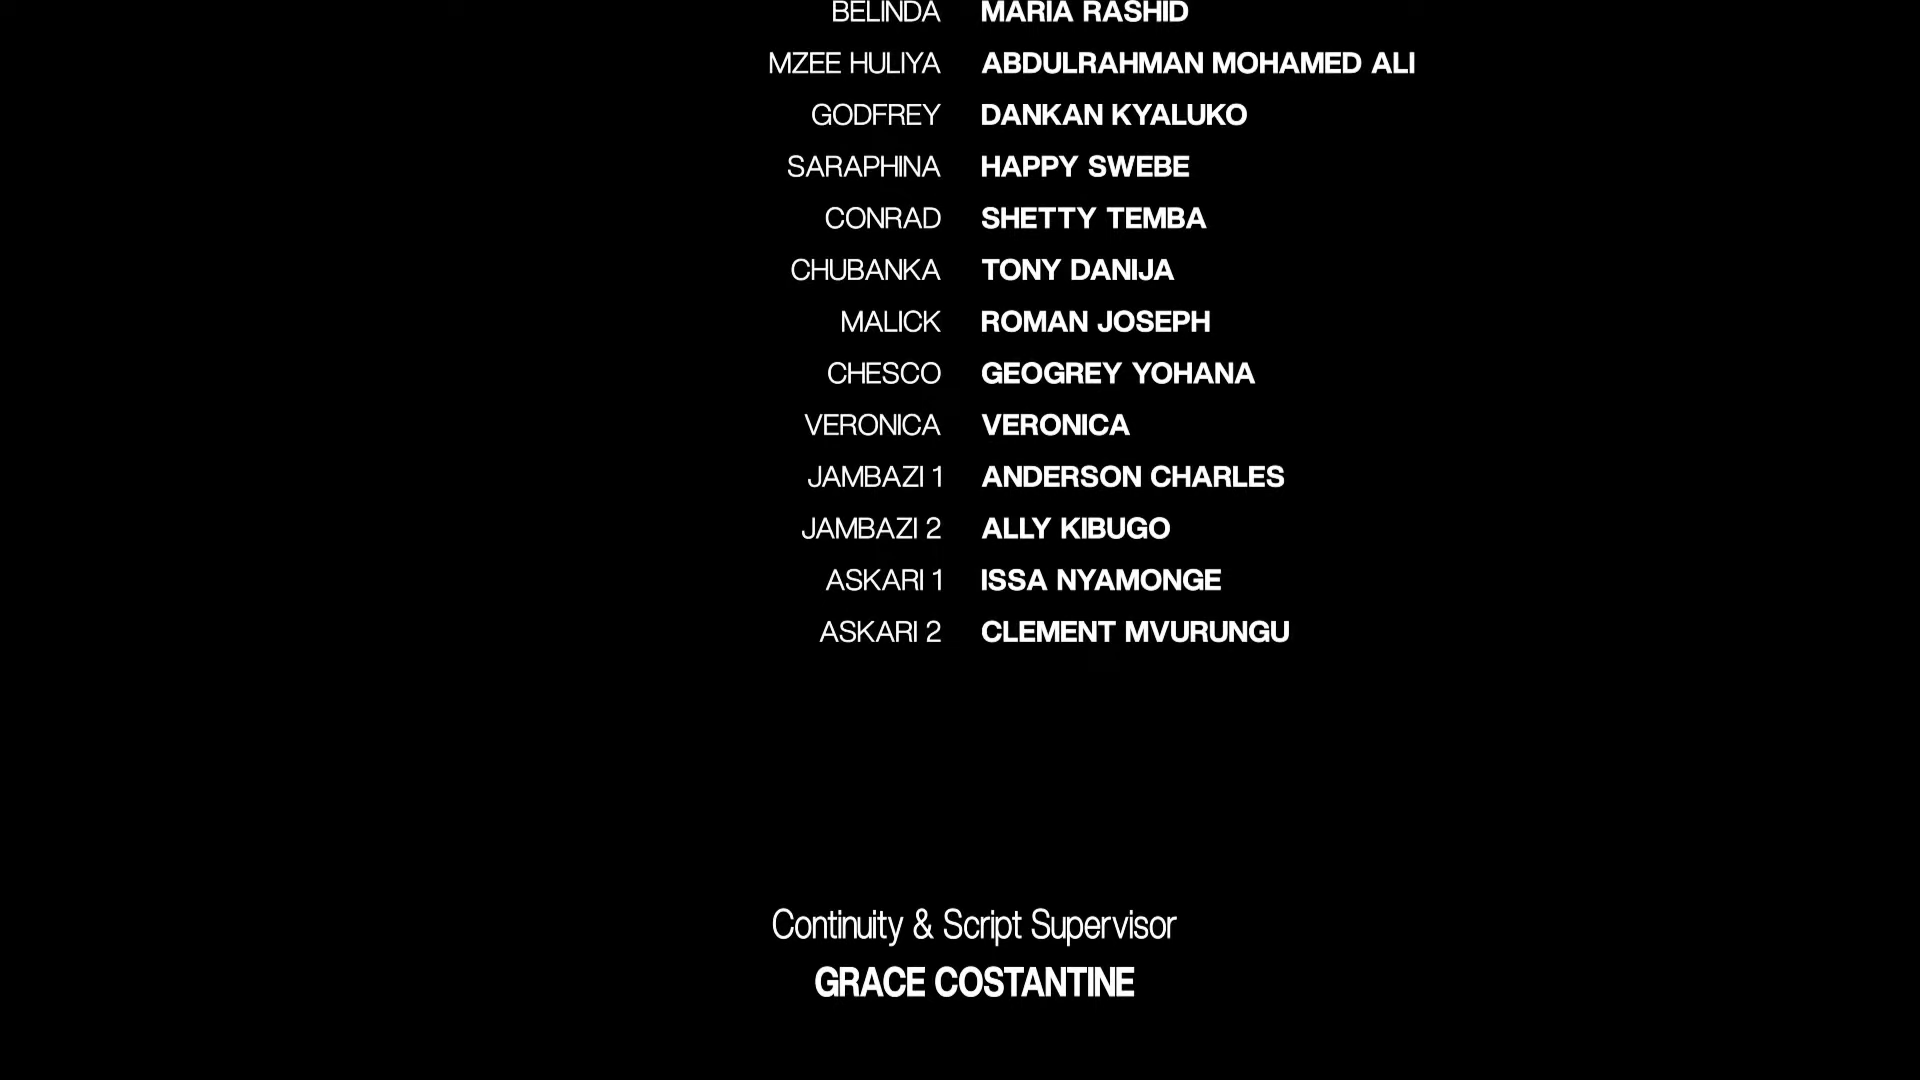 BELINDA MARIA RASHID
MZEE HULIYA ABDULRAHMAN MOHAMED ALI
GODFREY DANKAN KYALUKO
SARAPHINA HAPPY SWEBE
CONRAD SHETTY TEMBA
CHUBANKA TONY DANIJA
MALICK ROMAN JOSEPH
CHESCO GEOGREY YOHANA
VERONICA VERONICA
JAMBAZI 1 ANDERSON CHARLES
JAMBAZI 2 ALLY KIBUGO
ASKARI 1 ISSA NYAMONGE
ASKARI 2 CLEMENT MVURUNGU
Continuity & Script Supervisor
GRACE COSTANTINE